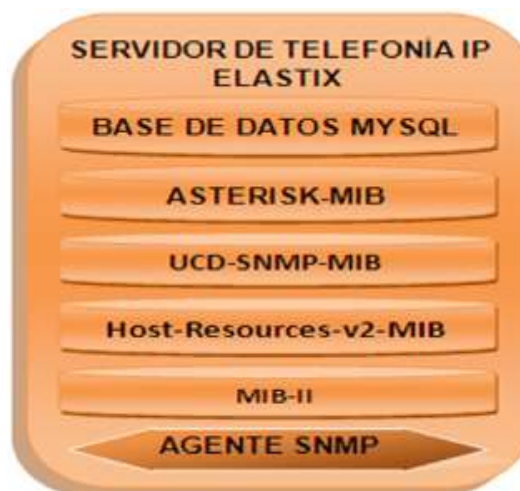 SERVIDOR DE TELEFONÍA IP
ELASTIX
BASE DE DATOS MYSQL
ASTERISK-MIB
UCD-SNMP-MIB
Host-Resources-v2-MIB
MIB-II
AGENTE SNMP